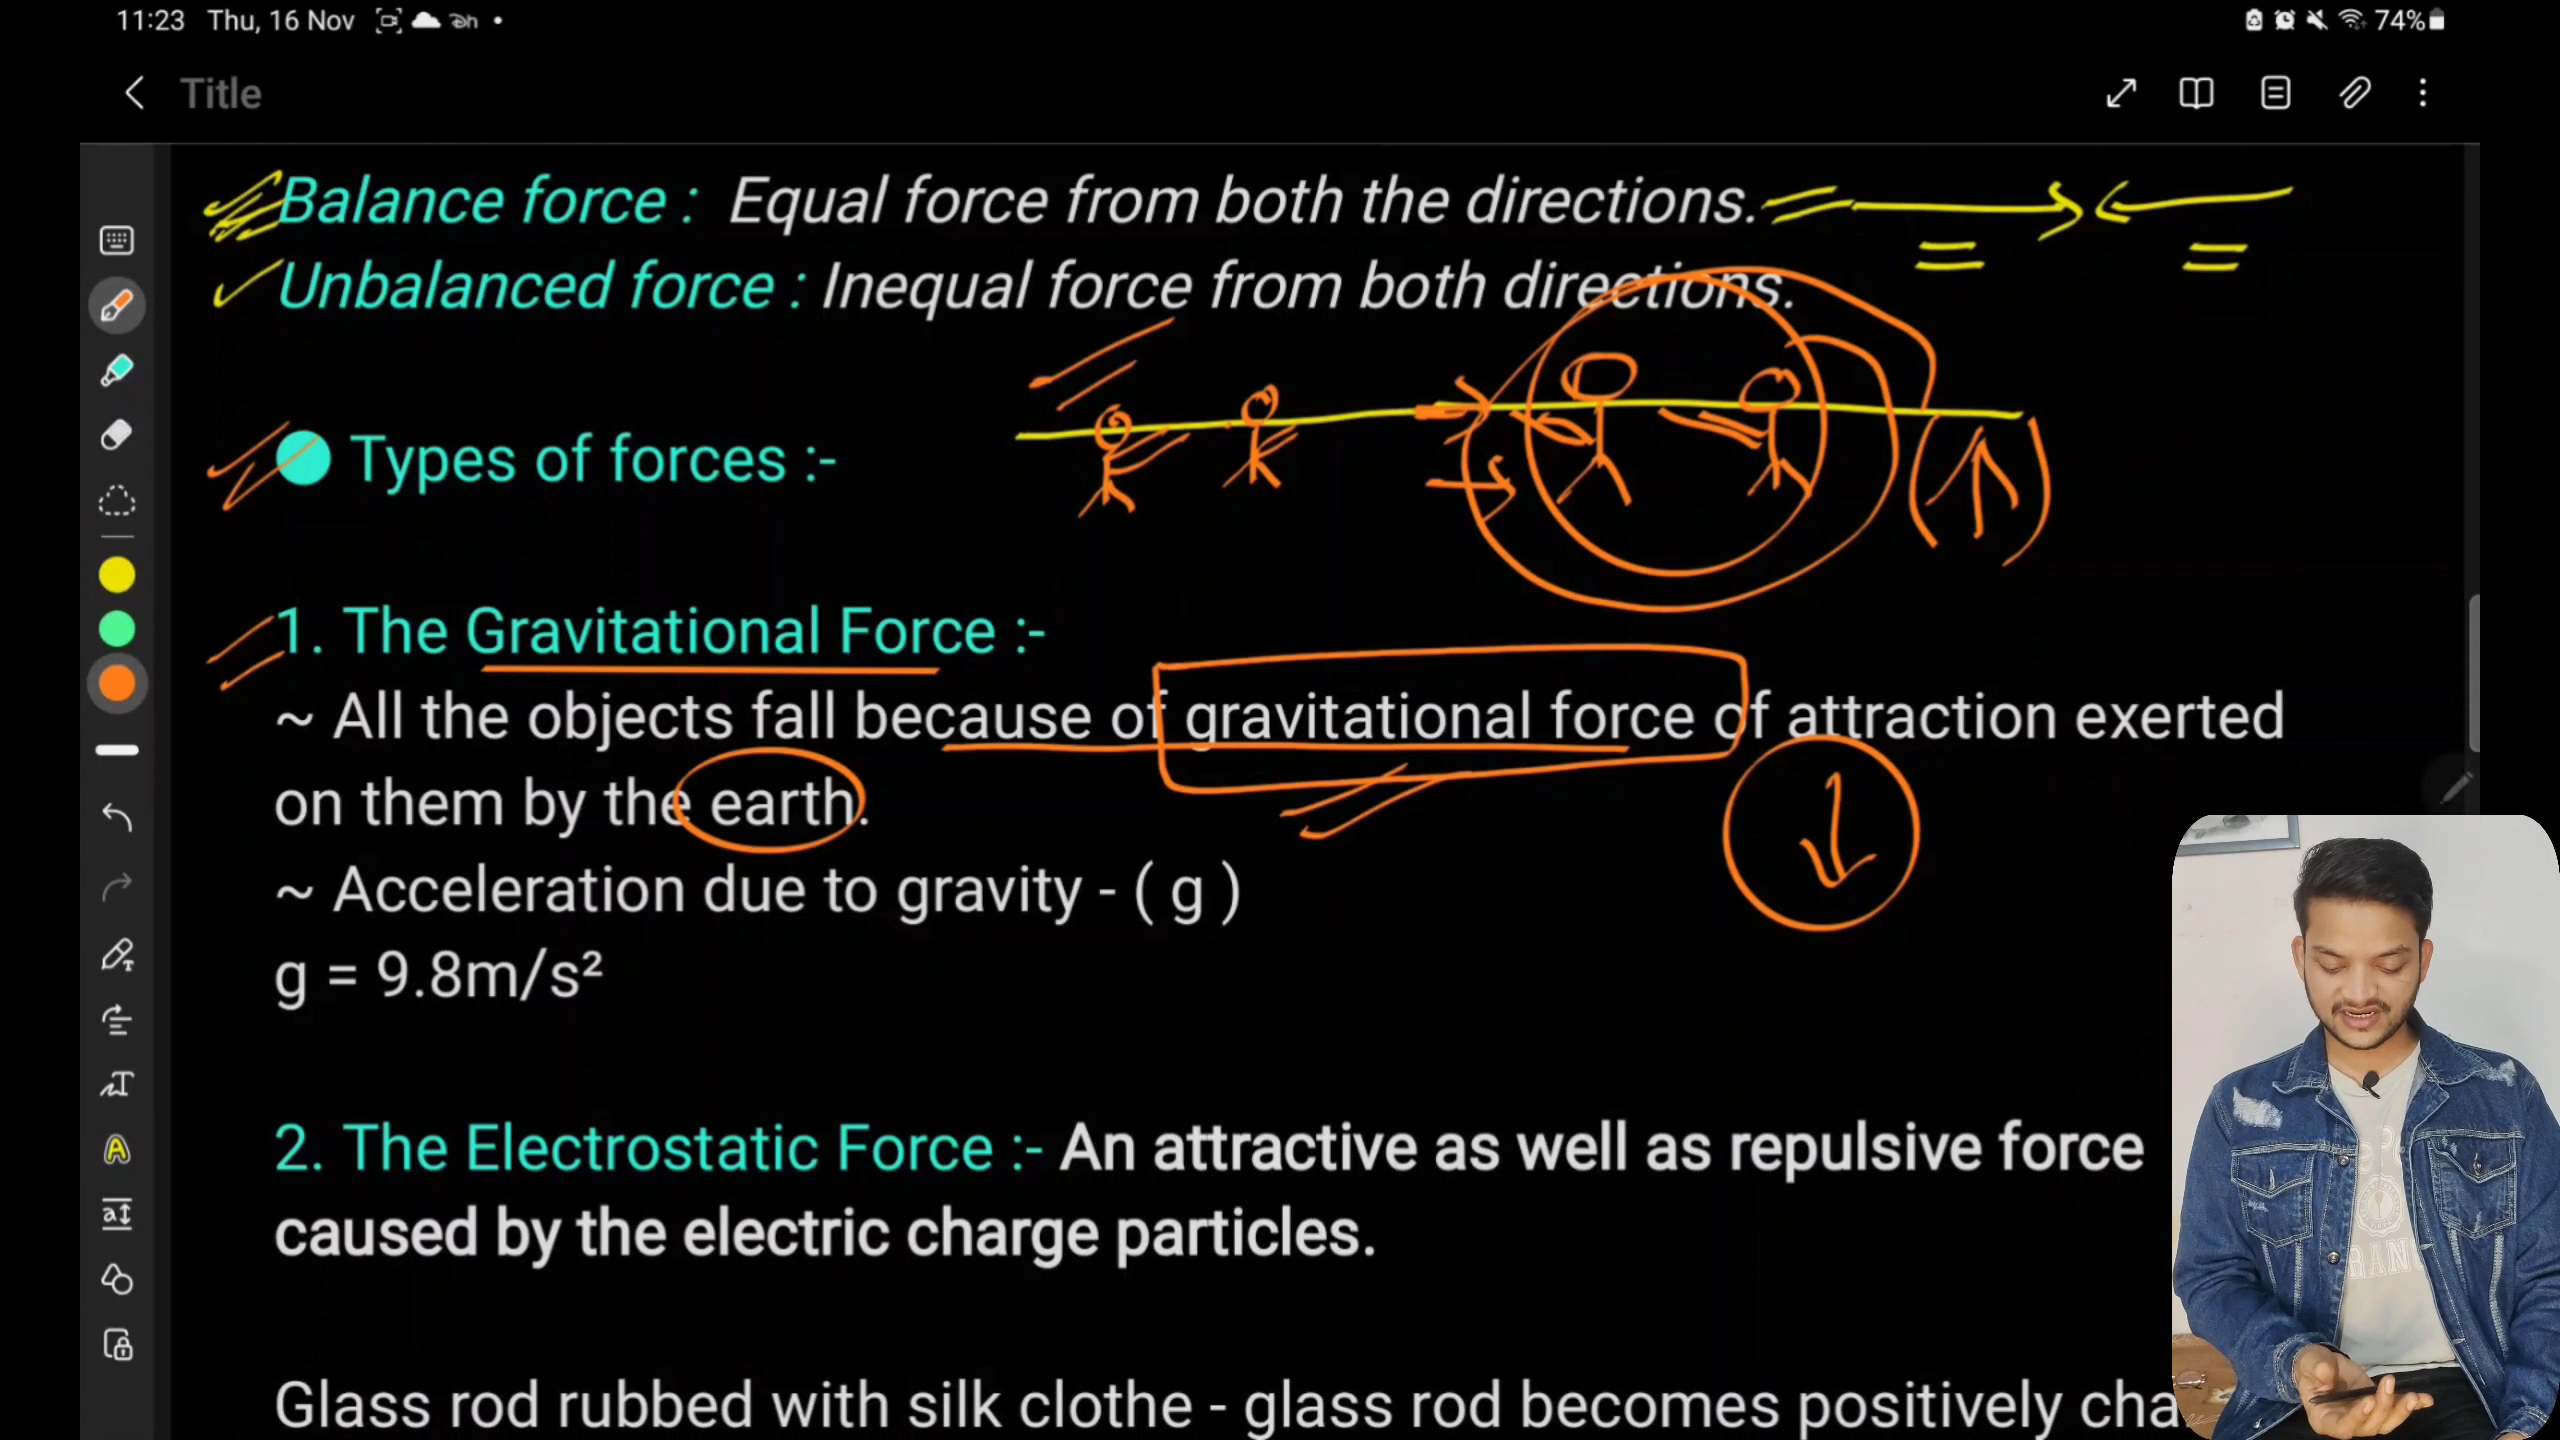 11:23 Thu, 16 Nov 74%
Title
Balance force : Equal force from both the directions.
Unbalanced force : Inequal force from both directions.
Types of forces :-
1. The Gravitational Force :-
~ All the objects fall because of gravitational force of attraction exerted
on them by the earth.
~ Acceleration due to gravity - ( g )
g = 9.8m/s²
2. The Electrostatic Force :- An attractive as well as repulsive force
caused by the electric charge particles.
Glass rod rubbed with silk clothe - glass rod becomes positively cha